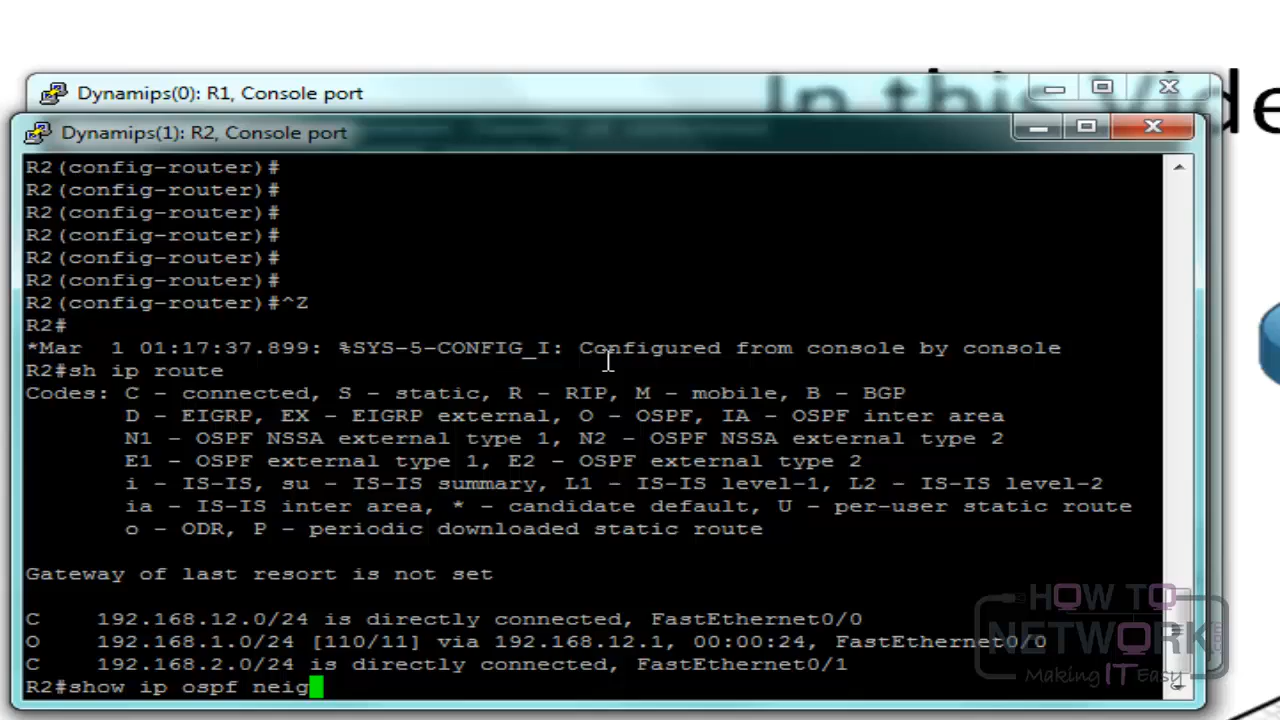 In this Vide
Dynamips(0): R1, Console port
Dynamips(1): R2, Console port
R2(config-router)#
R2(config-router)#
R2(config-router)#
R2(config-router)#
R2(config-router)#
R2(config-router)#
R2(config-router)#^Z
R2#
*Mar  1 01:17:37.899: %SYS-5-CONFIG_I: Configured from console by console
R2#sh ip route
Codes: C - connected, S - static, R - RIP, M - mobile, B - BGP
D - EIGRP, EX - EIGRP external, O - OSPF, IA - OSPF inter area
N1 - OSPF NSSA external type 1, N2 - OSPF NSSA external type 2
E1 - OSPF external type 1, E2 - OSPF external type 2
i - IS-IS, su - IS-IS summary, L1 - IS-IS level-1, L2 - IS-IS level-2
ia - IS-IS inter area, * - candidate default, U - per-user static route
o - ODR, P - periodic downloaded static route
Gateway of last resort is not set
C    192.168.12.0/24 is directly connected, FastEthernet0/0
O    192.168.1.0/24 [110/11] via 192.168.12.1, 00:00:24, FastEthernet0/0
C    192.168.2.0/24 is directly connected, FastEthernet0/1
R2#show ip ospf neig
HOW TO
NETWORK.com
Making IT Easy